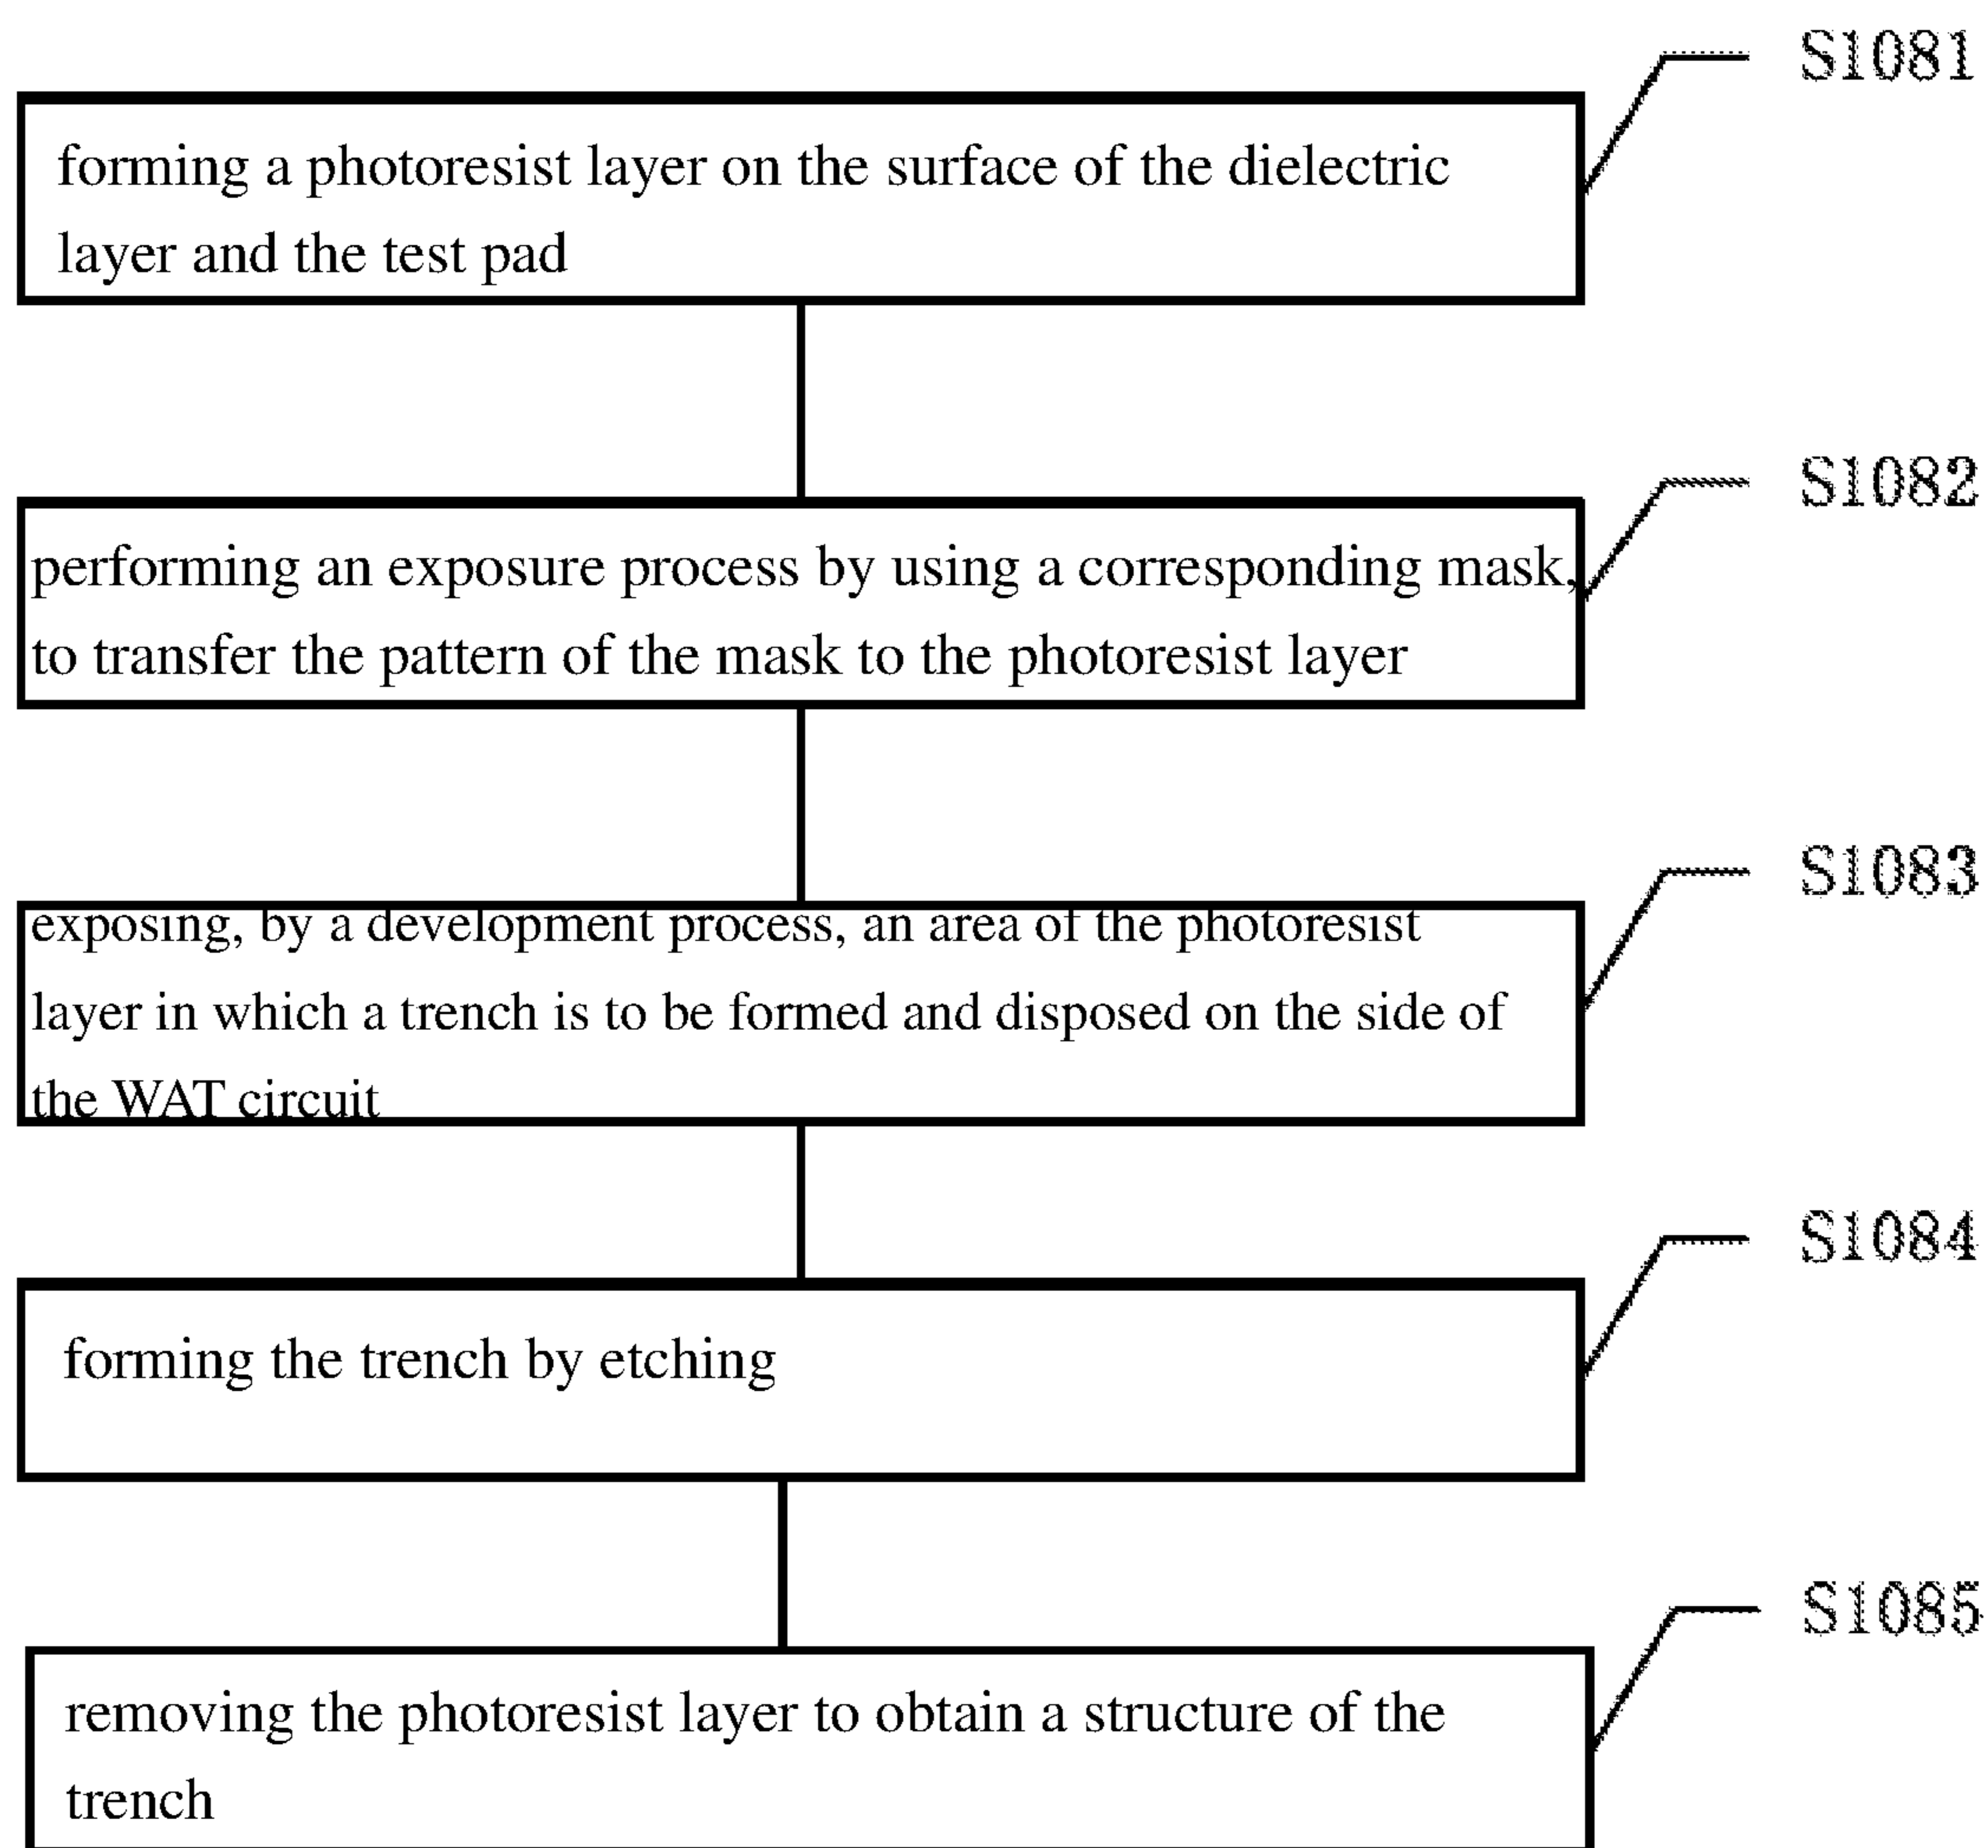 S1081
forming a photoresist layer on the surface of the dielectric
layer and the test pad
S1082
performing an exposure process by using a corresponding mask,
to transfer the pattern of the mask to the photoresist layer
S1083
exposing, by a development process, an area of the photoresist
layer in which a trench is to be formed and disposed on the side of
the WAT circuit
S1084
forming the trench by etching
S1085
removing the photoresist layer to obtain a structure of the
trench